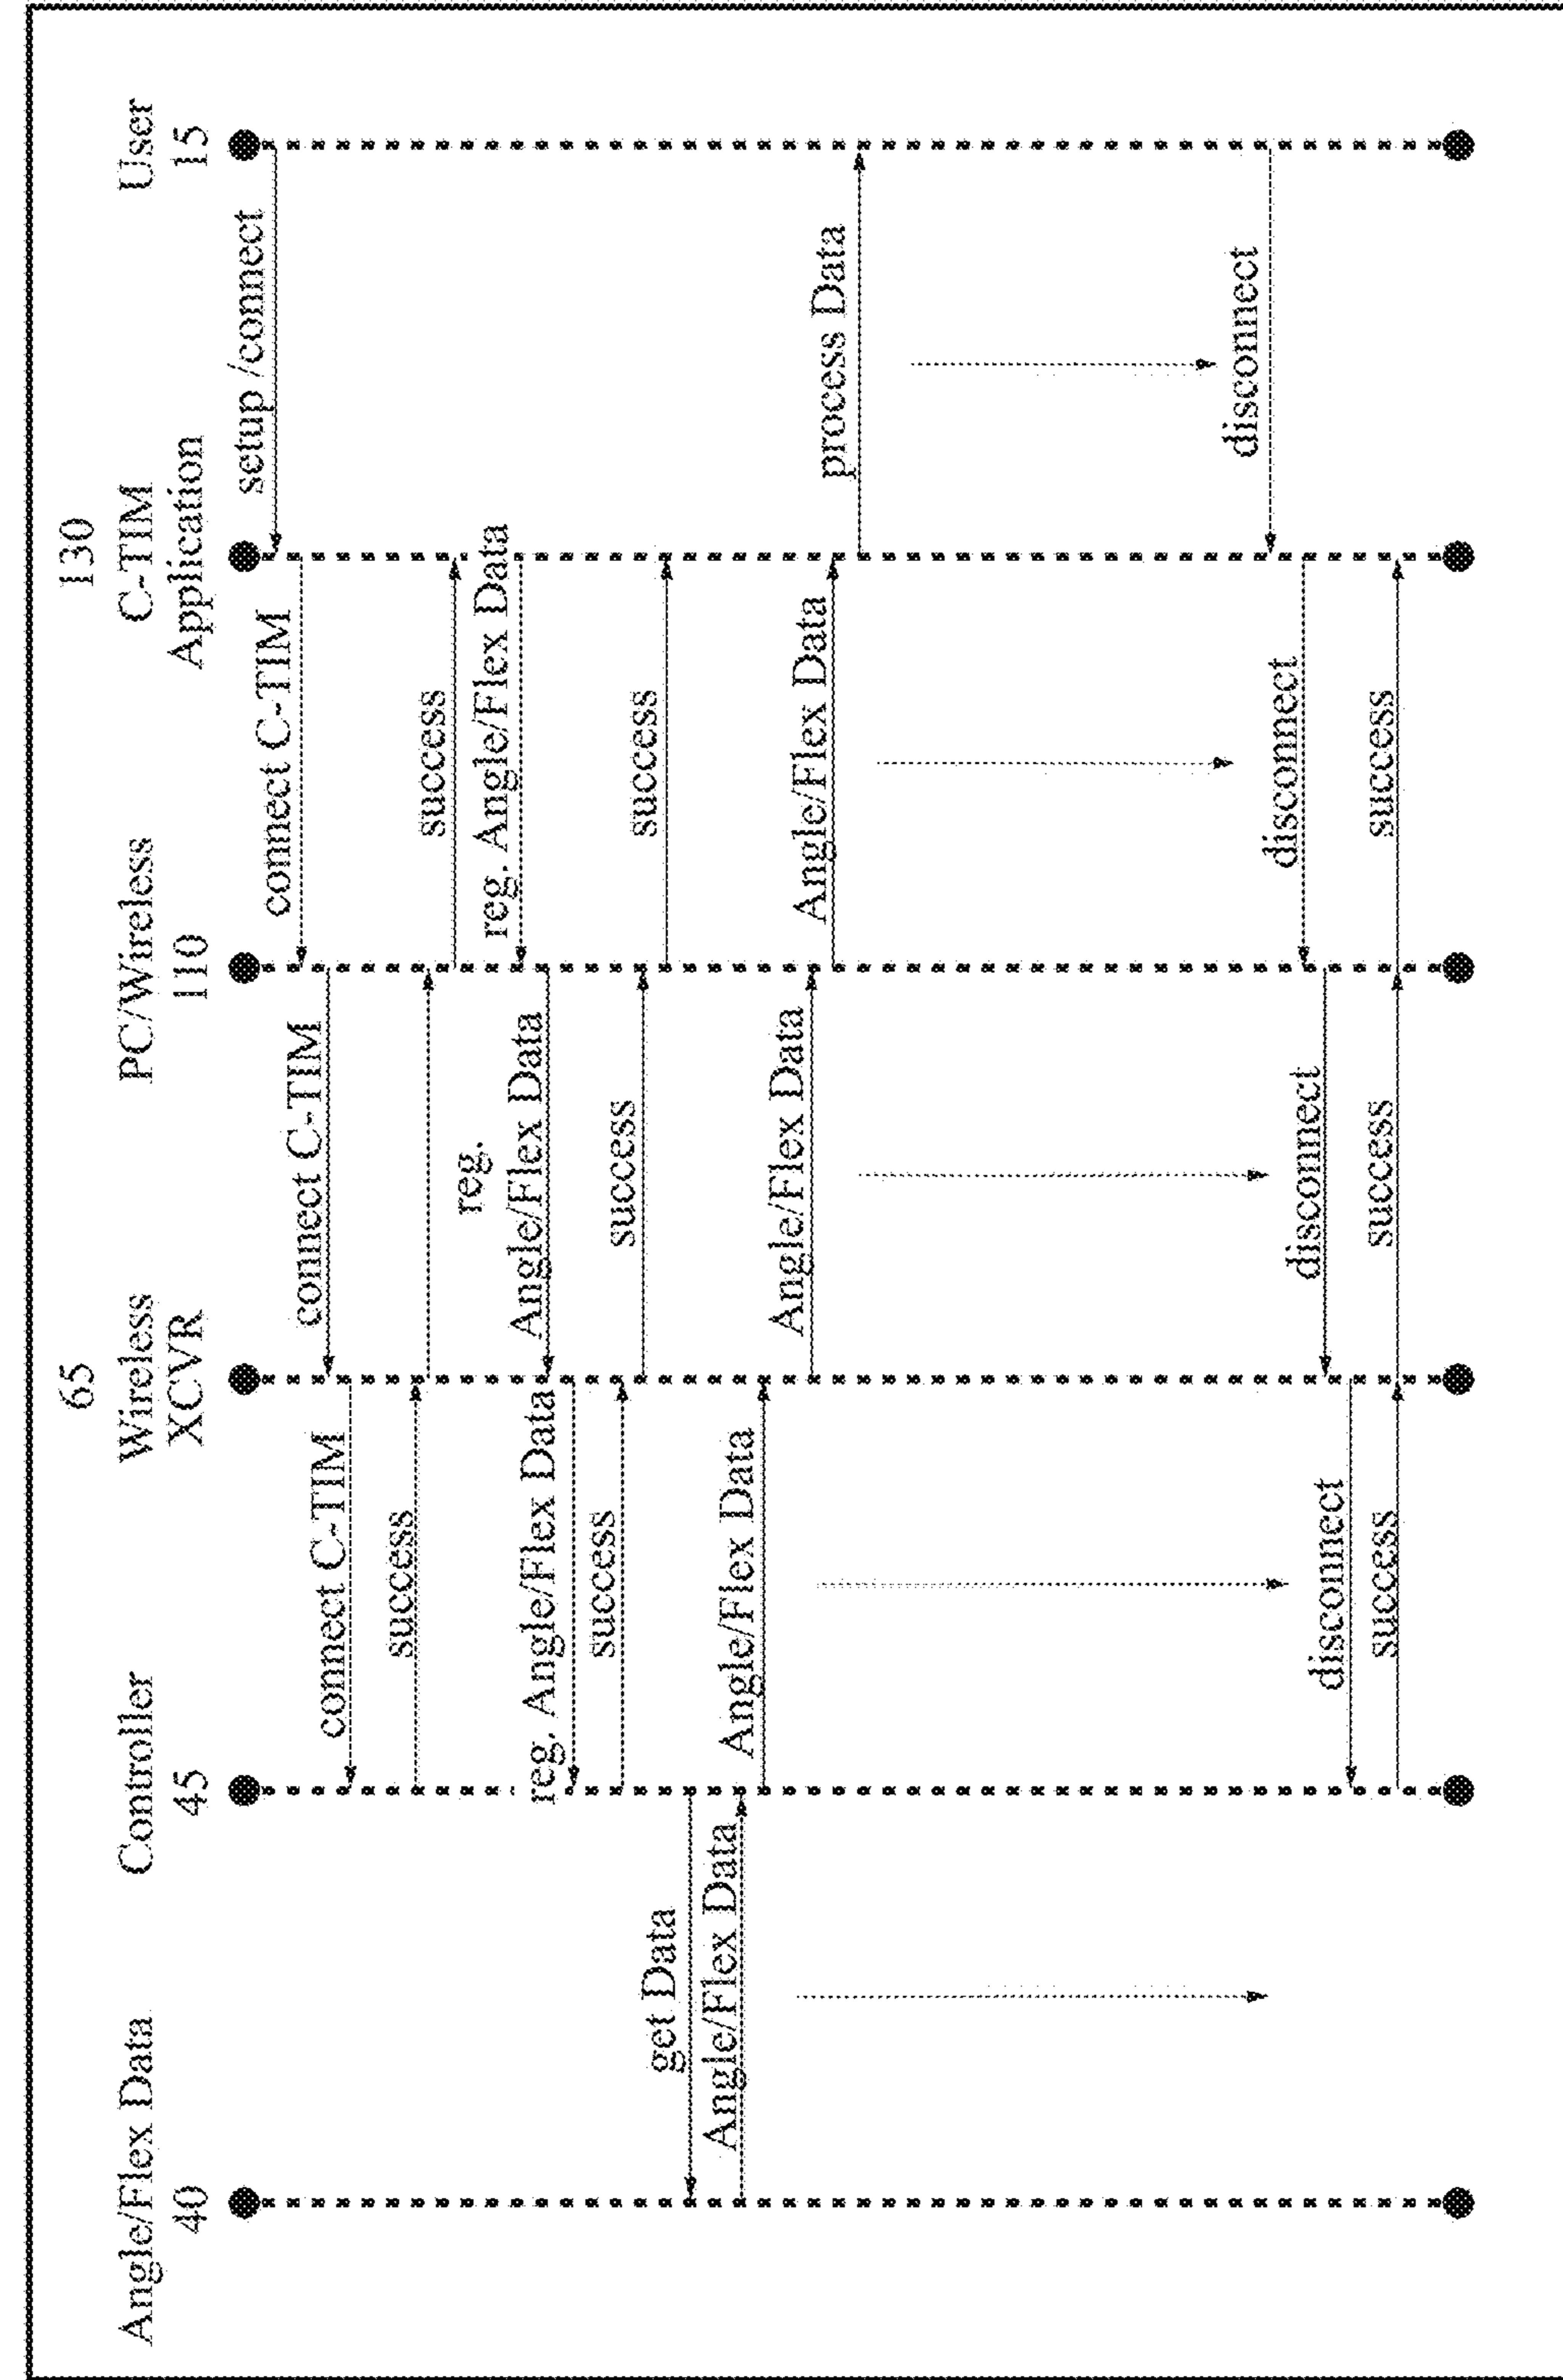 Angle/Flex Data
40
Controller
45
65
Wireless
XCVR
PC/Wireless
110
130
C-TIM
Application
User
15
setup /connect
connect C-TIM
connect C-TIM
connect C-TIM
success
success
reg. Angle/Flex Data
reg.
Angle/Flex Data
reg. Angle/Flex Data
success
success
success
get Data
Angle/Flex Data
Angle/Flex Data
Angle/Flex Data
Angle/Flex Data
process Data
disconnect
disconnect
disconnect
disconnect
success
success
success